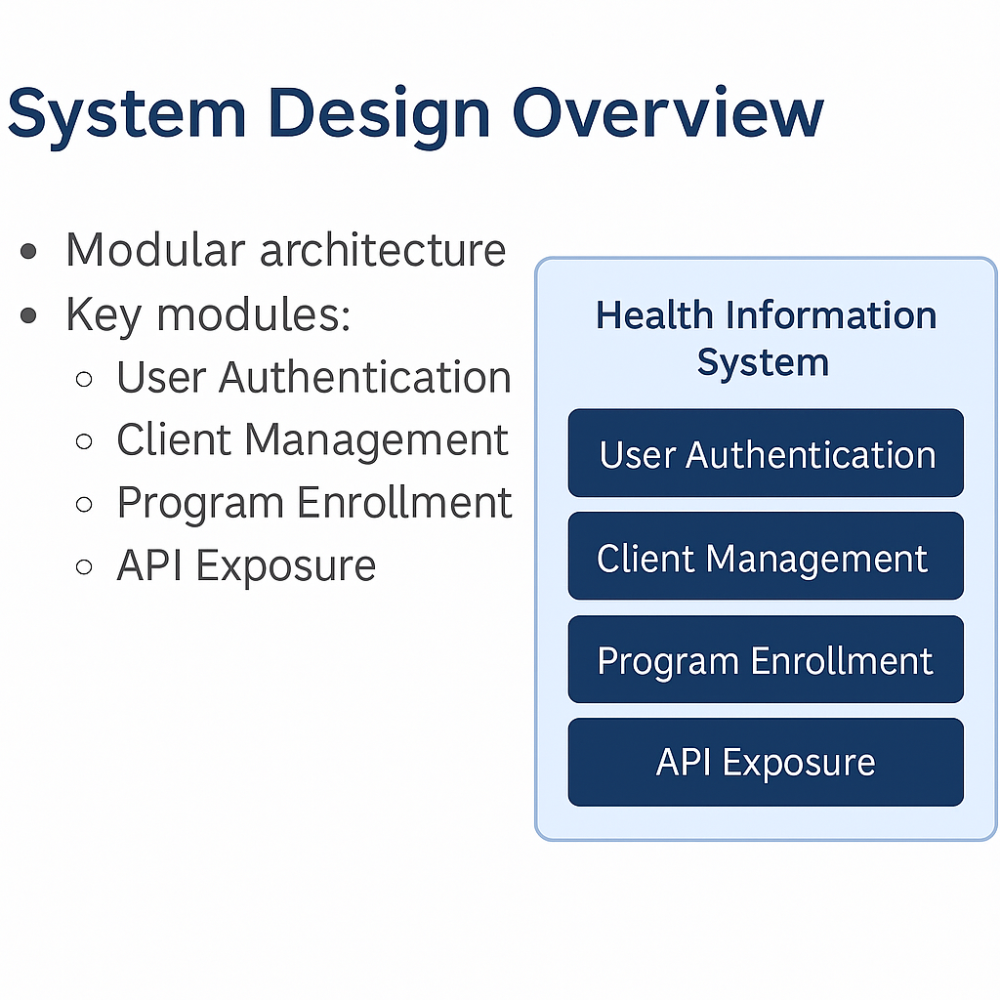 System Design Overview
• Modular architecture
• Key modules:
○ User Authentication
○ Client Management
○ Program Enrollment
○ API Exposure
Health Information
System
User Authentication
Client Management
Program Enrollment
API Exposure